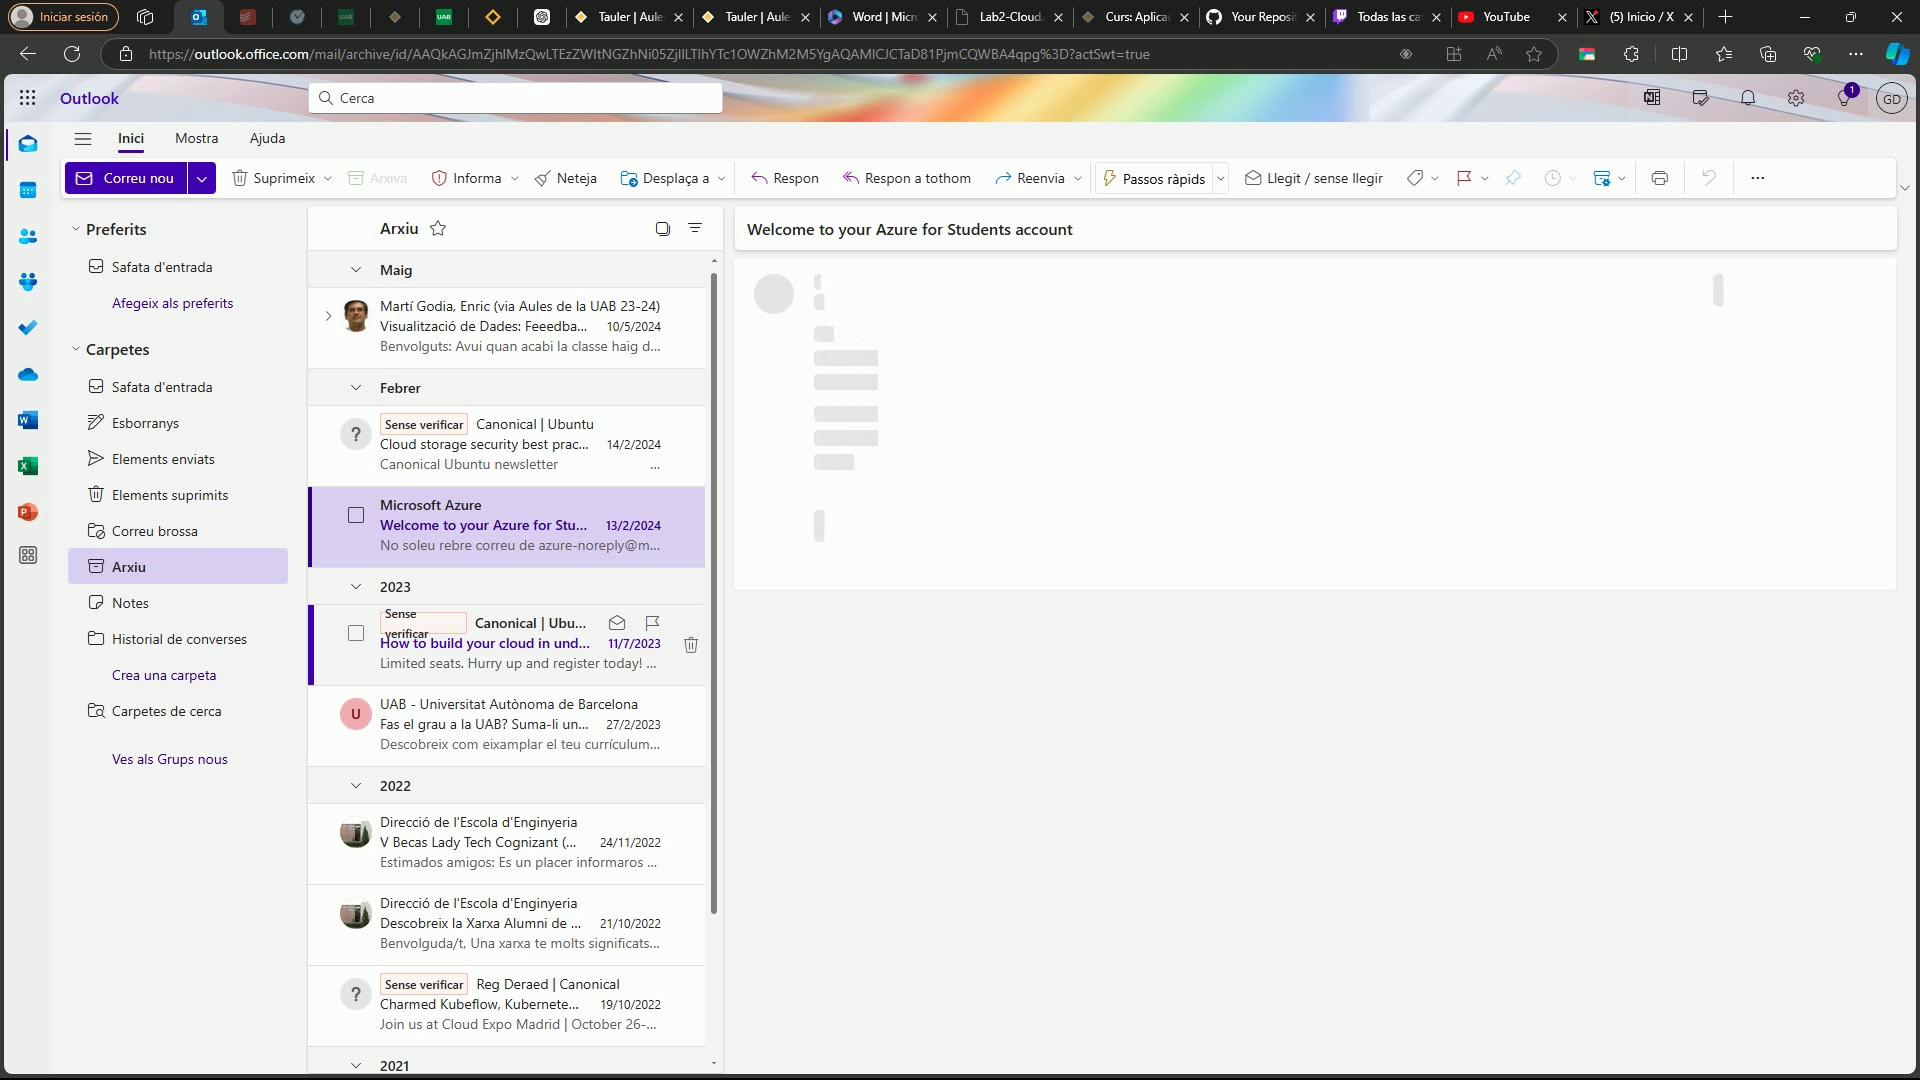 Iniciar sesión
Tauler | Aule
Tauler | Aule
Word | Micr
Lab2-Cloud
Curs: Aplica
Your Reposi
Todas las ca
YouTube
(5) Inicio / X
https://outlook.office.com/mail/archive/id/AAQkAGJmZjhlMzQwLTEzZWItNGZhNi05ZjllLTlhYTc1OWZhM2M5YgAQAMlCJCTaD81PjmCQWBA4qpg%3D?actSwt=true
Outlook
Cerca
1
GD
Inici
Mostra
Ajuda
Correu nou
Suprimeix
Arxiva
Informa
Neteja
Desplaça a
Respon
Respon a tothom
Reenvia
Passos ràpids
Llegit / sense llegir
Preferits
Safata d'entrada
Afegeix als preferits
Carpetes
Safata d'entrada
Esborranys
Elements enviats
Elements suprimits
Correu brossa
Arxiu
Notes
Historial de converses
Crea una carpeta
Carpetes de cerca
Ves als Grups nous
Arxiu
Maig
Martí Godia, Enric (via Aules de la UAB 23-24)
Visualització de Dades: Feeedba... 10/5/2024
Benvolguts: Avui quan acabi la classe haig d...
Febrer
? Sense verificar Canonical | Ubuntu
Cloud storage security best prac... 14/2/2024
Canonical Ubuntu newsletter ...
Microsoft Azure
Welcome to your Azure for Stu... 13/2/2024
No soleu rebre correu de azure-noreply@m...
2023
Sense verificar Canonical | Ubu...
How to build your cloud in und... 11/7/2023
Limited seats. Hurry up and register today! ...
U UAB - Universitat Autònoma de Barcelona
Fas el grau a la UAB? Suma-li un... 27/2/2023
Descobreix com eixamplar el teu currículum...
2022
Direcció de l'Escola d'Enginyeria
V Becas Lady Tech Cognizant (... 24/11/2022
Estimados amigos: Es un placer informaros ...
Direcció de l'Escola d'Enginyeria
Descobreix la Xarxa Alumni de ... 21/10/2022
Benvolguda/t, Una xarxa te molts significats...
? Sense verificar Reg Deraed | Canonical
Charmed Kubeflow, Kubernete... 19/10/2022
Join us at Cloud Expo Madrid | October 26-...
2021
Welcome to your Azure for Students account